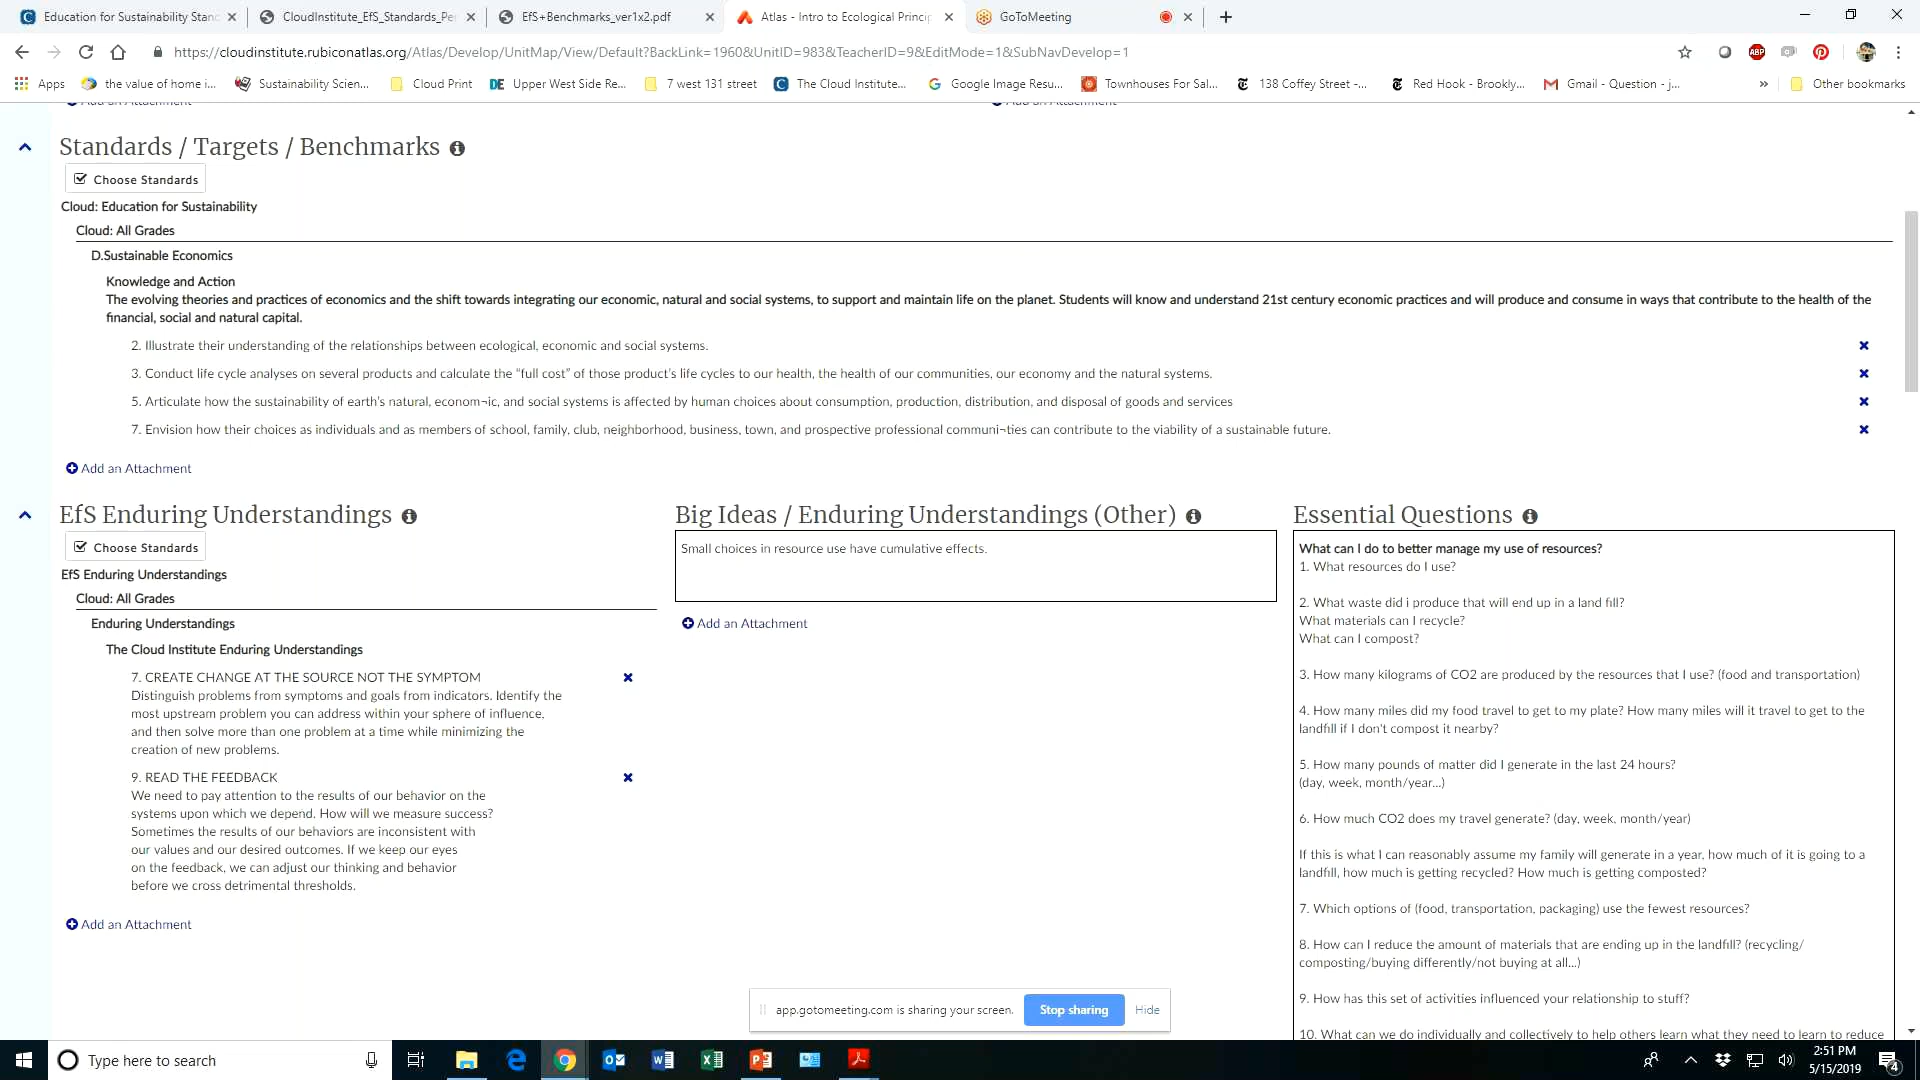 Education for Sustainability Stand
CloudInstitute_EfS_Standards_Per
EfS+Benchmarks_ver1x2.pdf
Atlas - Intro to Ecological Princip
GoToMeeting
https://cloudinstitute.rubiconatlas.org/Atlas/Develop/UnitMap/View/Default?BackLink=1960&UnitID=983&TeacherID=9&EditMode=1&SubNavDevelop=1
ABP
Apps
the value of home i...
Sustainability Scien...
Cloud Print
DE Upper West Side Re...
7 west 131 street
The Cloud Institute...
Google Image Resu...
Townhouses For Sal...
138 Coffey Street -...
Red Hook - Brookly...
Gmail - Question - j...
» Other bookmarks
Add an Attachment
Add an Attachment
Standards / Targets / Benchmarks
Choose Standards
Cloud: Education for Sustainability
Cloud: All Grades
D.Sustainable Economics
Knowledge and Action
The evolving theories and practices of economics and the shift towards integrating our economic, natural and social systems, to support and maintain life on the planet. Students will know and understand 21st century economic practices and will produce and consume in ways that contribute to the health of the
financial, social and natural capital.
2. Illustrate their understanding of the relationships between ecological, economic and social systems.
3. Conduct life cycle analyses on several products and calculate the “full cost” of those product’s life cycles to our health, the health of our communities, our economy and the natural systems.
5. Articulate how the sustainability of earth’s natural, econom¬ic, and social systems is affected by human choices about consumption, production, distribution, and disposal of goods and services
7. Envision how their choices as individuals and as members of school, family, club, neighborhood, business, town, and prospective professional communi¬ties can contribute to the viability of a sustainable future.
Add an Attachment
EfS Enduring Understandings
Choose Standards
EfS Enduring Understandings
Cloud: All Grades
Enduring Understandings
The Cloud Institute Enduring Understandings
7. CREATE CHANGE AT THE SOURCE NOT THE SYMPTOM
Distinguish problems from symptoms and goals from indicators. Identify the
most upstream problem you can address within your sphere of influence,
and then solve more than one problem at a time while minimizing the
creation of new problems.
9. READ THE FEEDBACK
We need to pay attention to the results of our behavior on the
systems upon which we depend. How will we measure success?
Sometimes the results of our behaviors are inconsistent with
our values and our desired outcomes. If we keep our eyes
on the feedback, we can adjust our thinking and behavior
before we cross detrimental thresholds.
Add an Attachment
Big Ideas / Enduring Understandings (Other)
Small choices in resource use have cumulative effects.
Add an Attachment
Essential Questions
What can I do to better manage my use of resources?
1. What resources do I use?
2. What waste did i produce that will end up in a land fill?
What materials can I recycle?
What can I compost?
3. How many kilograms of CO2 are produced by the resources that I use? (food and transportation)
4. How many miles did my food travel to get to my plate? How many miles will it travel to get to the
landfill if I don't compost it nearby?
5. How many pounds of matter did I generate in the last 24 hours?
(day, week, month/year...)
6. How much CO2 does my travel generate? (day, week, month/year)
If this is what I can reasonably assume my family will generate in a year, how much of it is going to a
landfill, how much is getting recycled? How much is getting composted?
7. Which options of (food, transportation, packaging) use the fewest resources?
8. How can I reduce the amount of materials that are ending up in the landfill? (recycling/
composting/buying differently/not buying at all...)
9. How has this set of activities influenced your relationship to stuff?
10. What can we do individually and collectively to help others learn what they need to learn to reduce
app.gotomeeting.com is sharing your screen.
Stop sharing
Hide
Type here to search
2:51 PM
5/15/2019
4